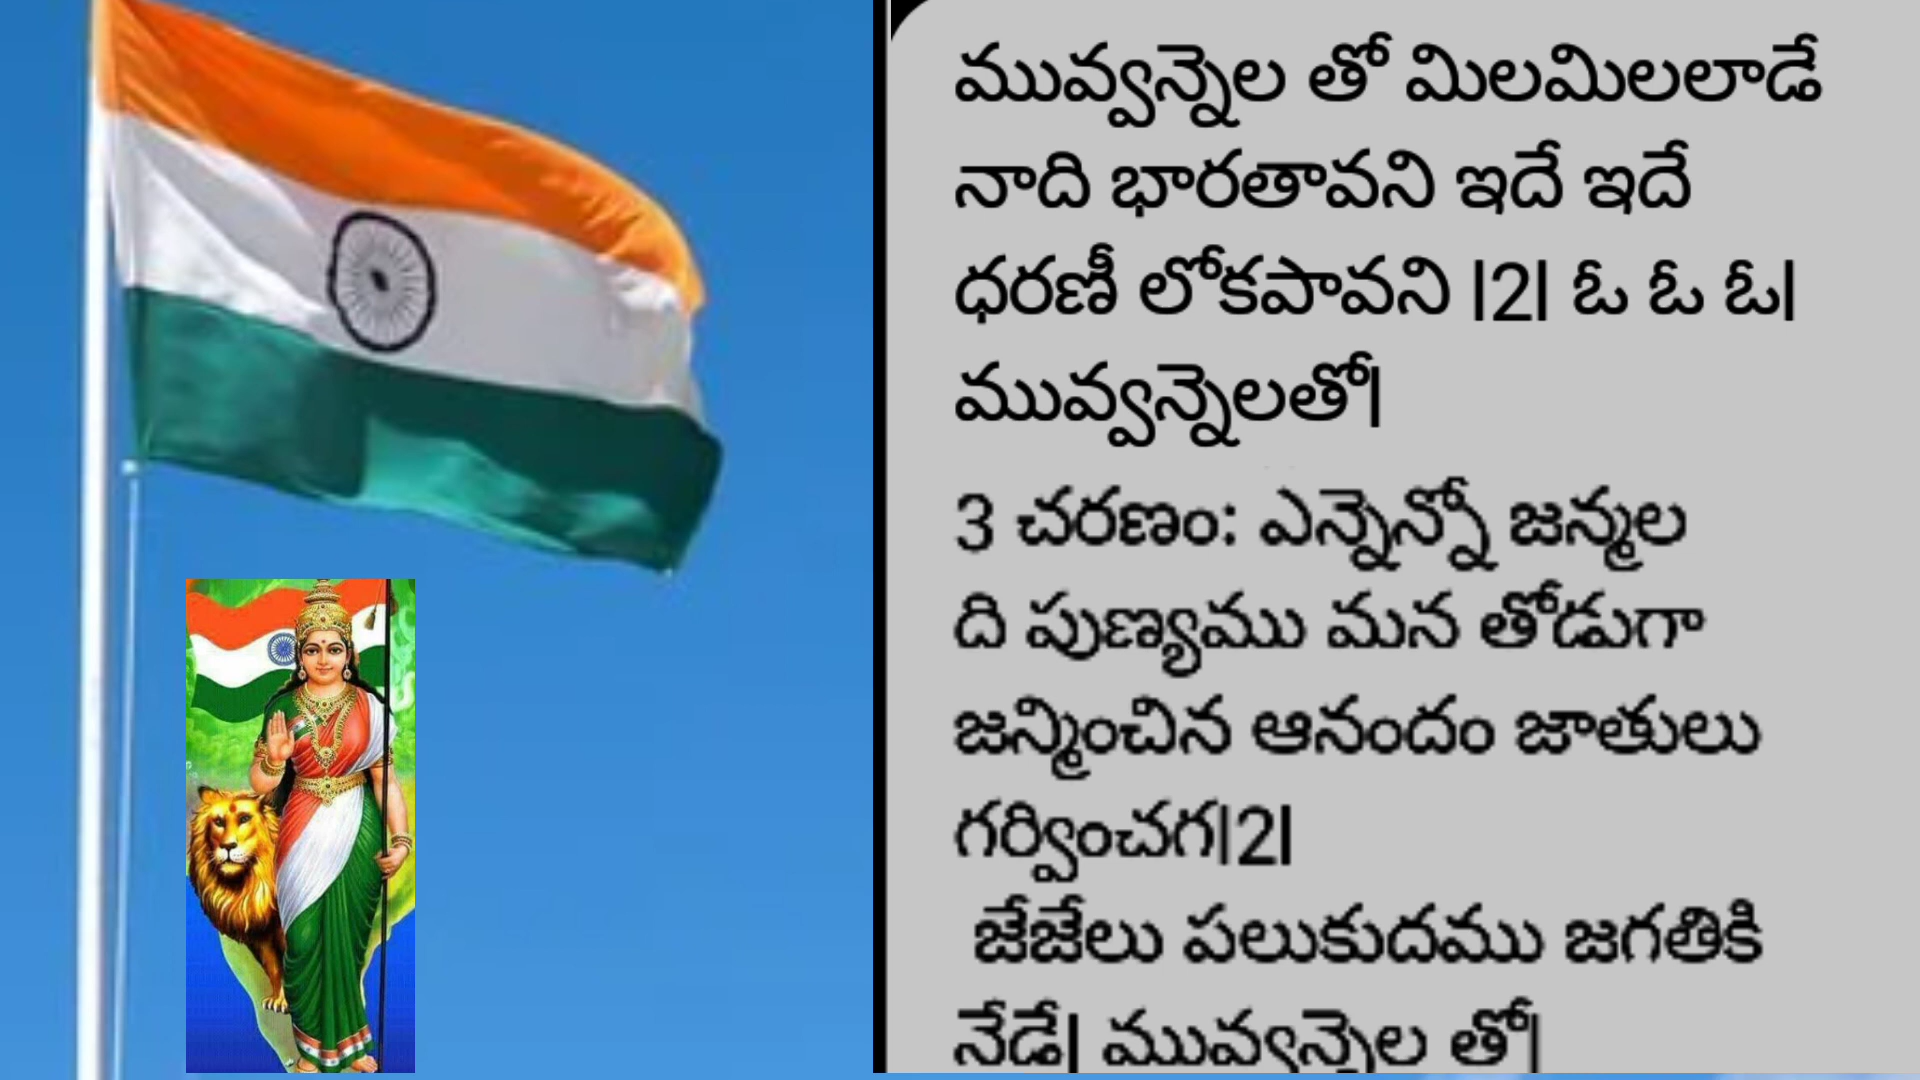 మువ్వన్నెల తో మిలమిలలాడే
నాది భారతావని ఇదే ఇదే
ధరణీ లోకపావని |2| ఓ ఓ ఓ|
మువ్వన్నెలతో|
3 చరణం: ఎన్నెన్నో జన్మల
ది పుణ్యము మన తోడుగా
జన్మించిన ఆనందం జాతులు
గర్వించగ|2|
జేజేలు పలుకుదము జగతికి
నేడే| మువ్వన్నెల తో|